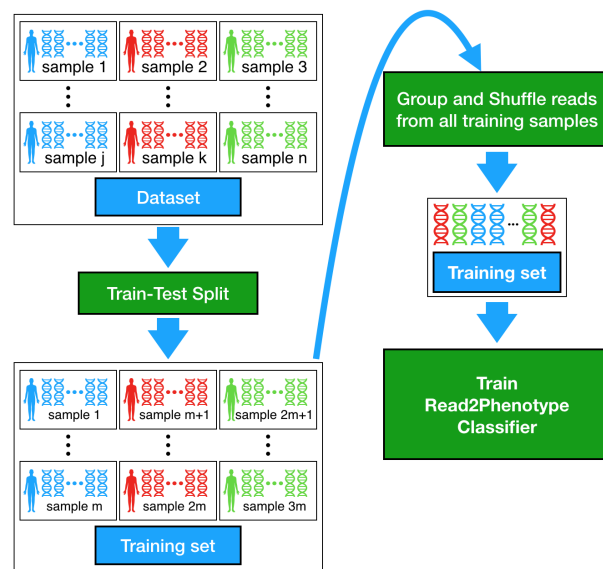 sample 1 sample 2 sample 3
sample j sample k sample n
Dataset
Train-Test Split
sample 1 sample m+1 sample 2m+1
sample m sample 2m sample 3m
Training set
Group and Shuffle reads
from all training samples
Training set
Train
Read2Phenotype
Classifier